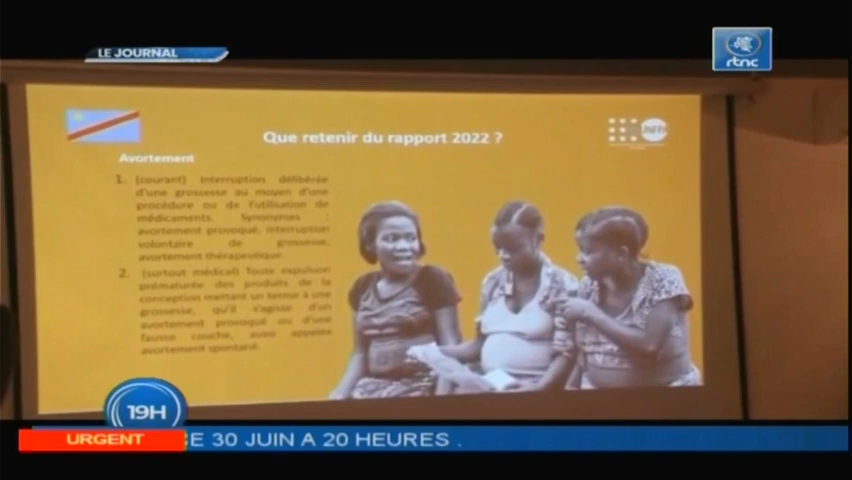 LE JOURNAL
rtnc
Que retenir du rapport 2022 ?
UNFPA
Avortement
1. (courant) Interruption délibérée
d'une grossesse au moyen d'une
procédure ou de l'utilisation de
médicaments. Synonymes :
avortement provoqué, interruption
volontaire de grossesse,
avortement thérapeutique.
2. (surtout médical) Toute expulsion
prématurée des produits de la
conception mettant un terme à une
grossesse, qu'il s'agisse d'un
avortement provoqué ou d'une
fausse couche, aussi appelée
avortement spontané.
19H
URGENT CE 30 JUIN A 20 HEURES .